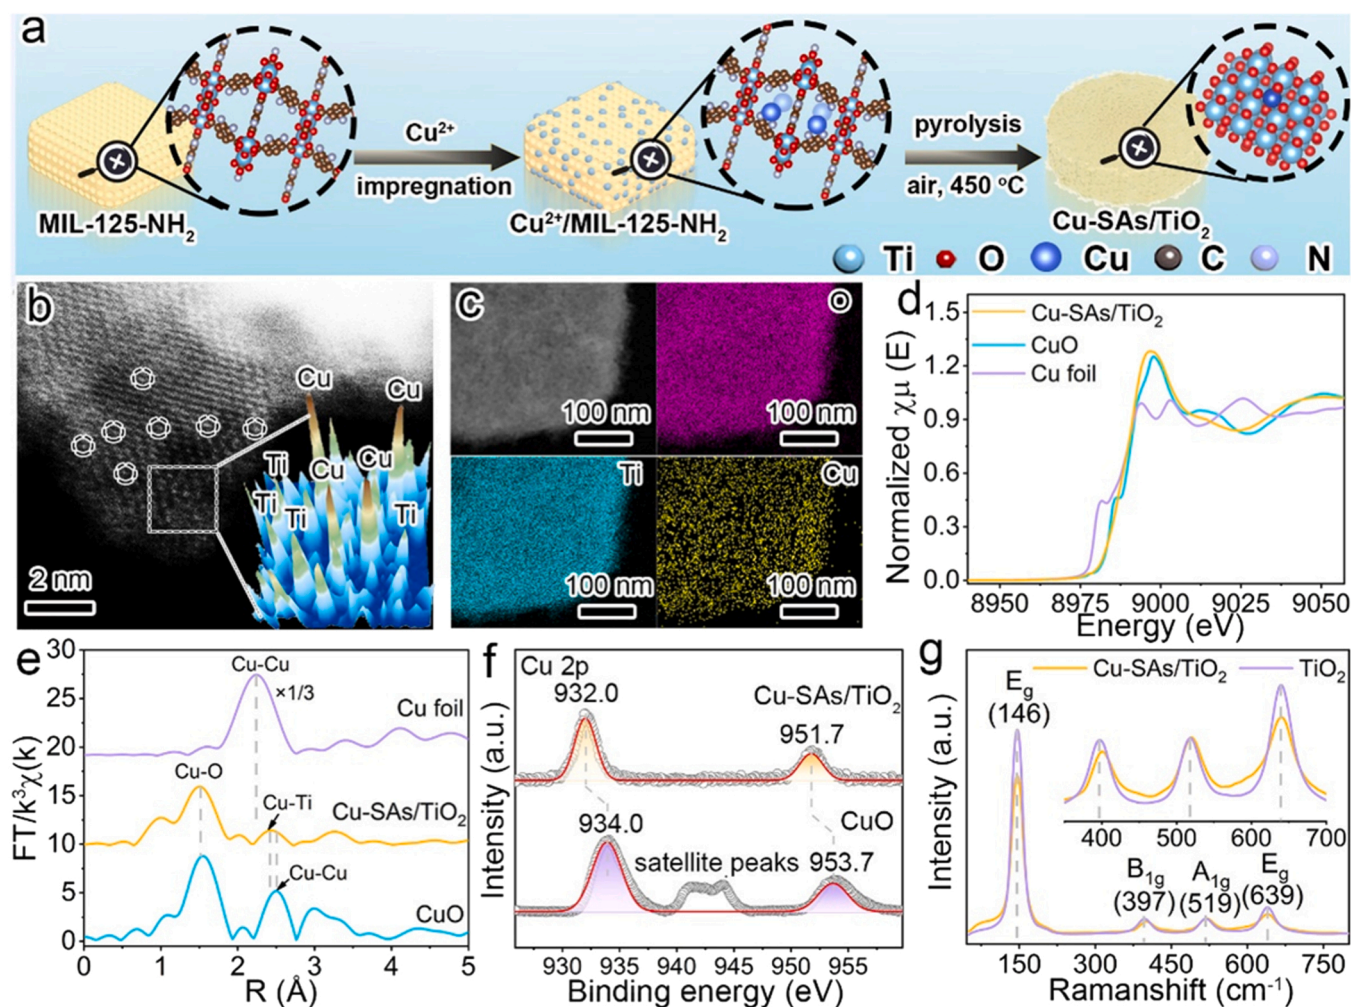 a
Cu²⁺
impregnation
pyrolysis
air, 450 °C
MIL-125-NH₂
Cu²⁺/MIL-125-NH₂
Cu-SAs/TiO₂
Ti O Cu C N
b
Cu
Cu
Ti
Cu
Cu
Ti
Ti
Ti
2 nm
c
O
100 nm
100 nm
Ti
Cu
100 nm
100 nm
d
Cu-SAs/TiO₂
CuO
Cu foil
Normalized χμ (E)
1.5
1.2
0.9
0.6
0.3
0.0
8950 8975 9000 9025 9050
Energy (eV)
e
FT/k³χ(k)
30
25
20
15
10
5
0
Cu–Cu
×1/3
Cu foil
Cu–O
Cu–Ti
Cu-SAs/TiO₂
Cu–Cu
CuO
0 1 2 3 4 5
R (Å)
f
Cu 2p
Intensity (a.u.)
932.0
Cu-SAs/TiO₂
951.7
934.0
CuO
satellite peaks
953.7
930 935 940 945 950 955
Binding energy (eV)
g
Cu-SAs/TiO₂
TiO₂
Intensity (a.u.)
E_g
(146)
400 500 600 700
B₁g
(397)
A₁g
(519)
E_g
(639)
150 300 450 600 750
Ramanshift (cm⁻¹)